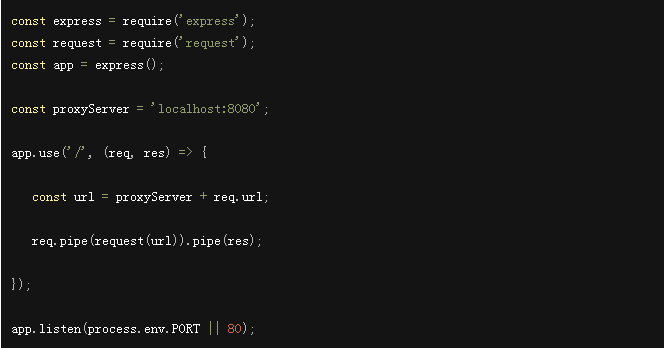 const express = require('express');
const request = require('request');
const app = express();
const proxyServer = 'localhost:8080';
app.use('/', (req, res) => {
const url = proxyServer + req.url;
req.pipe(request(url)).pipe(res);
});
app.listen(process.env.PORT || 80);